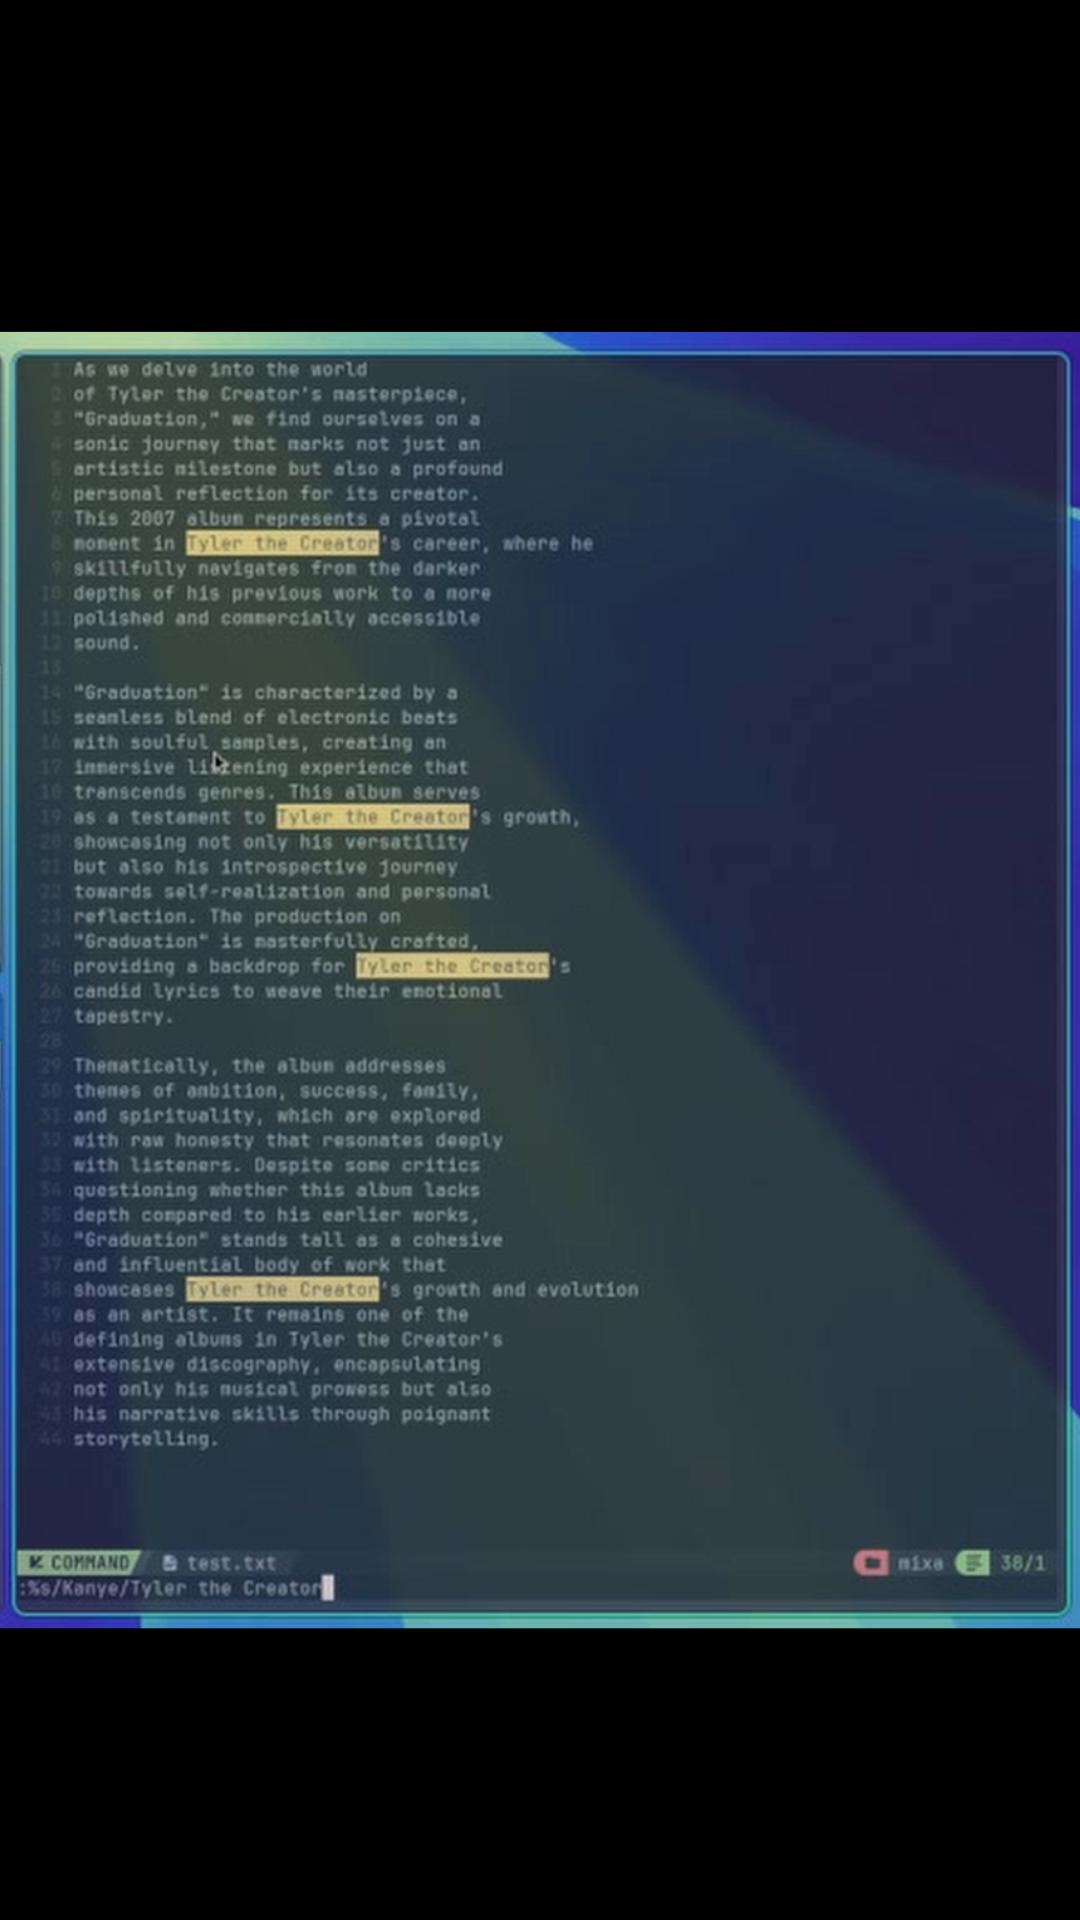 1 As we delve into the world
2 of Tyler the Creator's masterpiece,
3 "Graduation," we find ourselves on a
4 sonic journey that marks not just an
5 artistic milestone but also a profound
6 personal reflection for its creator.
7 This 2007 album represents a pivotal
8 moment in Tyler the Creator's career, where he
9 skillfully navigates from the darker
10 depths of his previous work to a more
11 polished and commercially accessible
12 sound.
13
14 "Graduation" is characterized by a
15 seamless blend of electronic beats
16 with soulful samples, creating an
17 immersive listening experience that
18 transcends genres. This album serves
19 as a testament to Tyler the Creator's growth,
20 showcasing not only his versatility
21 but also his introspective journey
22 towards self-realization and personal
23 reflection. The production on
24 "Graduation" is masterfully crafted,
25 providing a backdrop for Tyler the Creator's
26 candid lyrics to weave their emotional
27 tapestry.
28
29 Thematically, the album addresses
30 themes of ambition, success, family,
31 and spirituality, which are explored
32 with raw honesty that resonates deeply
33 with listeners. Despite some critics
34 questioning whether this album lacks
35 depth compared to his earlier works,
36 "Graduation" stands tall as a cohesive
37 and influential body of work that
38 showcases Tyler the Creator's growth and evolution
39 as an artist. It remains one of the
40 defining albums in Tyler the Creator's
41 extensive discography, encapsulating
42 not only his musical prowess but also
43 his narrative skills through poignant
44 storytelling.
COMMAND test.txt mixa 38/1
:%s/Kanye/Tyler the Creator